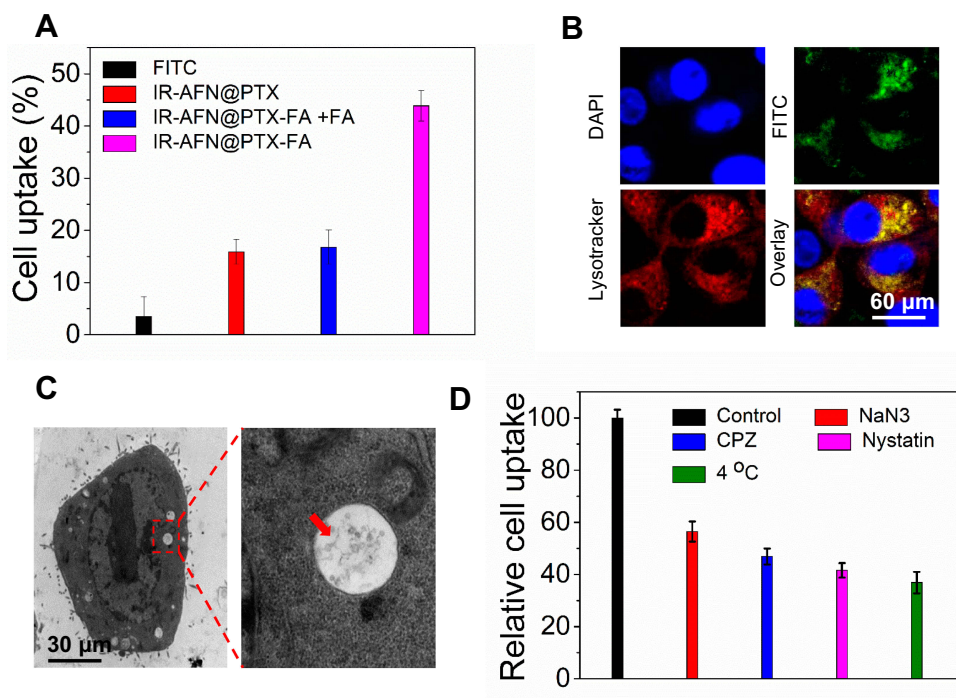 A
Cell uptake (%)
50
40
30
20
10
0
FITC
IR-AFN@PTX
IR-AFN@PTX-FA +FA
IR-AFN@PTX-FA
B
DAPI
FITC
Lysotracker
Overlay
60 µm
C
30 µm
D
Relative cell uptake
100
80
60
40
20
0
Control
NaN3
CPZ
Nystatin
4 °C